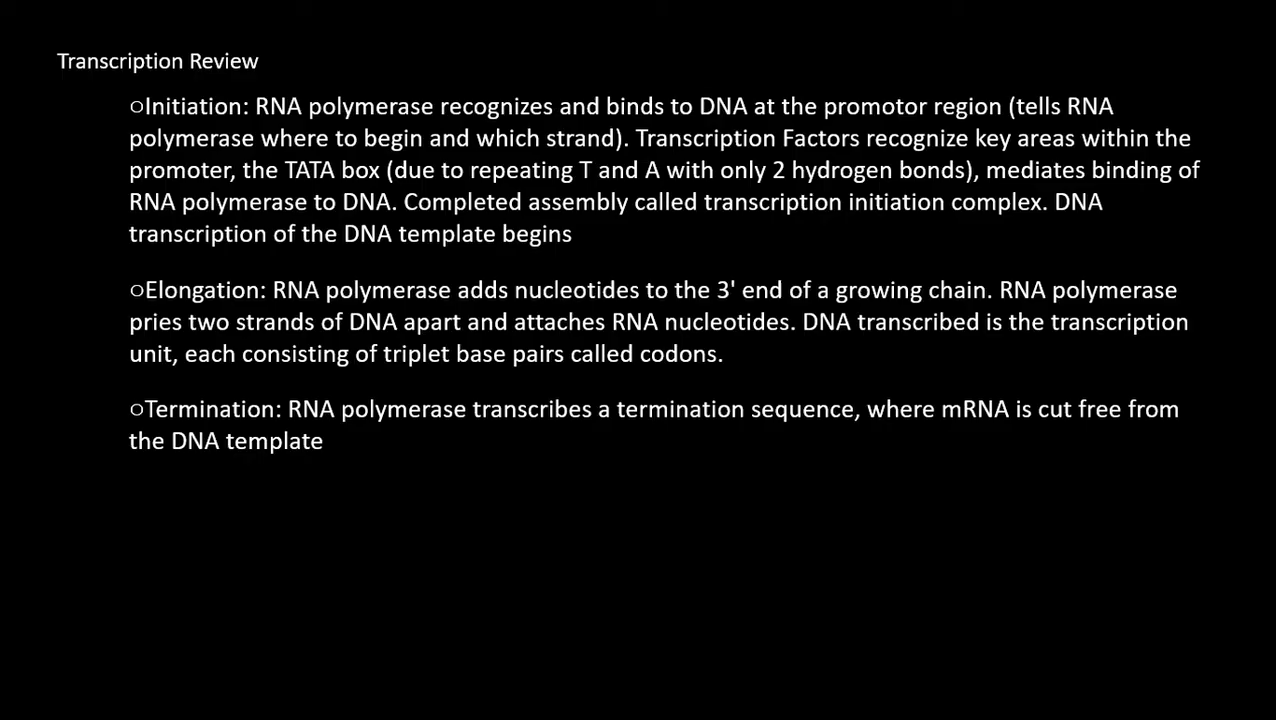 Transcription Review
○Initiation: RNA polymerase recognizes and binds to DNA at the promotor region (tells RNA
polymerase where to begin and which strand). Transcription Factors recognize key areas within the
promoter, the TATA box (due to repeating T and A with only 2 hydrogen bonds), mediates binding of
RNA polymerase to DNA. Completed assembly called transcription initiation complex. DNA
transcription of the DNA template begins
○Elongation: RNA polymerase adds nucleotides to the 3' end of a growing chain. RNA polymerase
pries two strands of DNA apart and attaches RNA nucleotides. DNA transcribed is the transcription
unit, each consisting of triplet base pairs called codons.
○Termination: RNA polymerase transcribes a termination sequence, where mRNA is cut free from
the DNA template